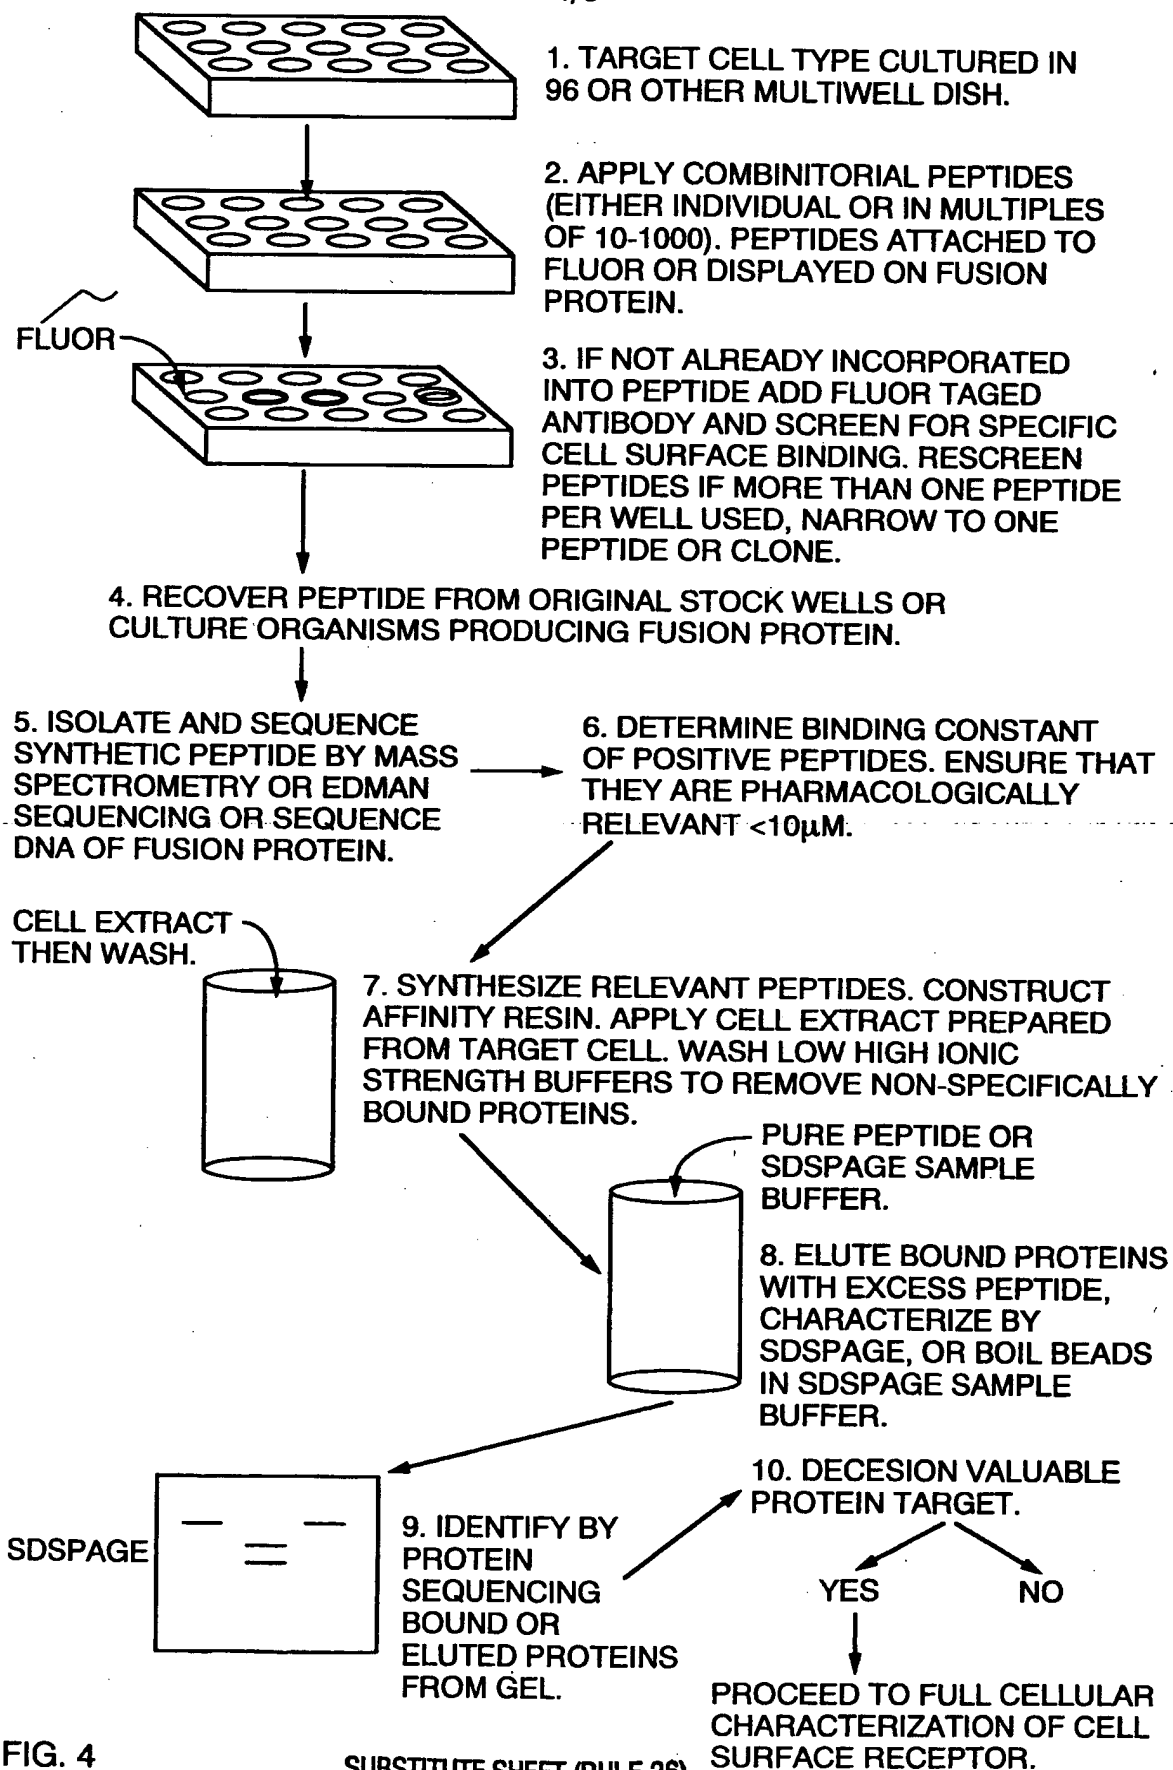 1. TARGET CELL TYPE CULTURED IN
96 OR OTHER MULTIWELL DISH.
2. APPLY COMBINITORIAL PEPTIDES
(EITHER INDIVIDUAL OR IN MULTIPLES
OF 10-1000). PEPTIDES ATTACHED TO
FLUOR OR DISPLAYED ON FUSION
PROTEIN.
FLUOR
3. IF NOT ALREADY INCORPORATED
INTO PEPTIDE ADD FLUOR TAGED
ANTIBODY AND SCREEN FOR SPECIFIC
CELL SURFACE BINDING. RESCREEN
PEPTIDES IF MORE THAN ONE PEPTIDE
PER WELL USED, NARROW TO ONE
PEPTIDE OR CLONE.
4. RECOVER PEPTIDE FROM ORIGINAL STOCK WELLS OR
CULTURE ORGANISMS PRODUCING FUSION PROTEIN.
5. ISOLATE AND SEQUENCE
SYNTHETIC PEPTIDE BY MASS
SPECTROMETRY OR EDMAN
SEQUENCING OR SEQUENCE
DNA OF FUSION PROTEIN.
6. DETERMINE BINDING CONSTANT
OF POSITIVE PEPTIDES. ENSURE THAT
THEY ARE PHARMACOLOGICALLY
RELEVANT <10µM.
CELL EXTRACT
THEN WASH.
7. SYNTHESIZE RELEVANT PEPTIDES. CONSTRUCT
AFFINITY RESIN. APPLY CELL EXTRACT PREPARED
FROM TARGET CELL. WASH LOW HIGH IONIC
STRENGTH BUFFERS TO REMOVE NON-SPECIFICALLY
BOUND PROTEINS.
PURE PEPTIDE OR
SDSPAGE SAMPLE
BUFFER.
8. ELUTE BOUND PROTEINS
WITH EXCESS PEPTIDE,
CHARACTERIZE BY
SDSPAGE, OR BOIL BEADS
IN SDSPAGE SAMPLE
BUFFER.
SDSPAGE
9. IDENTIFY BY
PROTEIN
SEQUENCING
BOUND OR
ELUTED PROTEINS
FROM GEL.
10. DECESION VALUABLE
PROTEIN TARGET.
YES
NO
PROCEED TO FULL CELLULAR
CHARACTERIZATION OF CELL
SURFACE RECEPTOR.
FIG. 4
SUBSTITUTE SHEET (RULE 26)